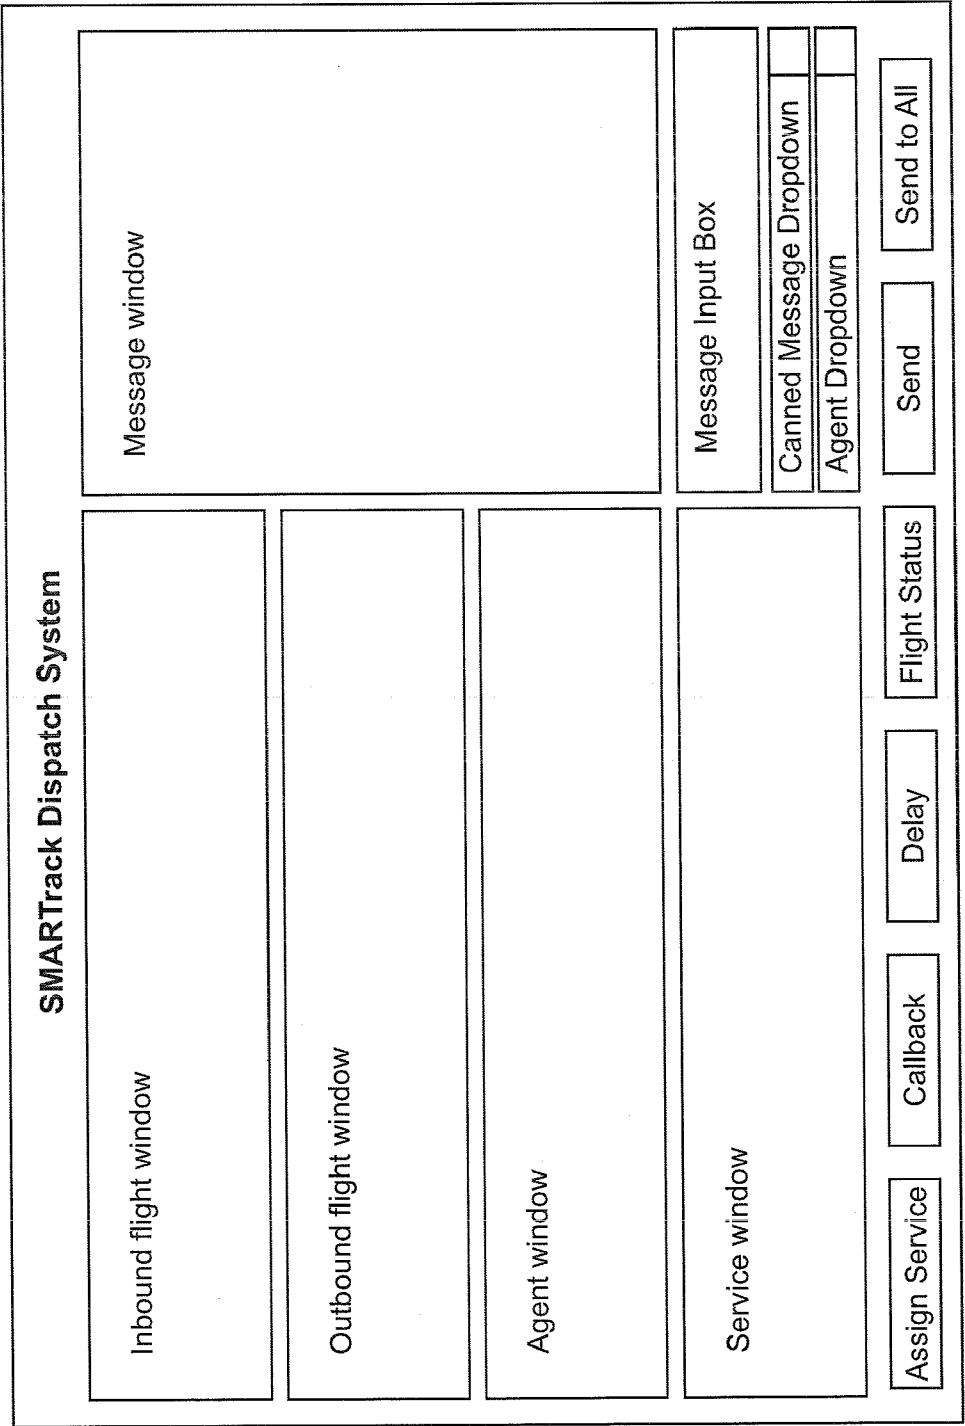 SMARTrack Dispatch System
Inbound flight window
Outbound flight window
Agent window
Service window
Message window
Message Input Box
Canned Message Dropdown
Agent Dropdown
Assign Service
Callback
Delay
Flight Status
Send
Send to All